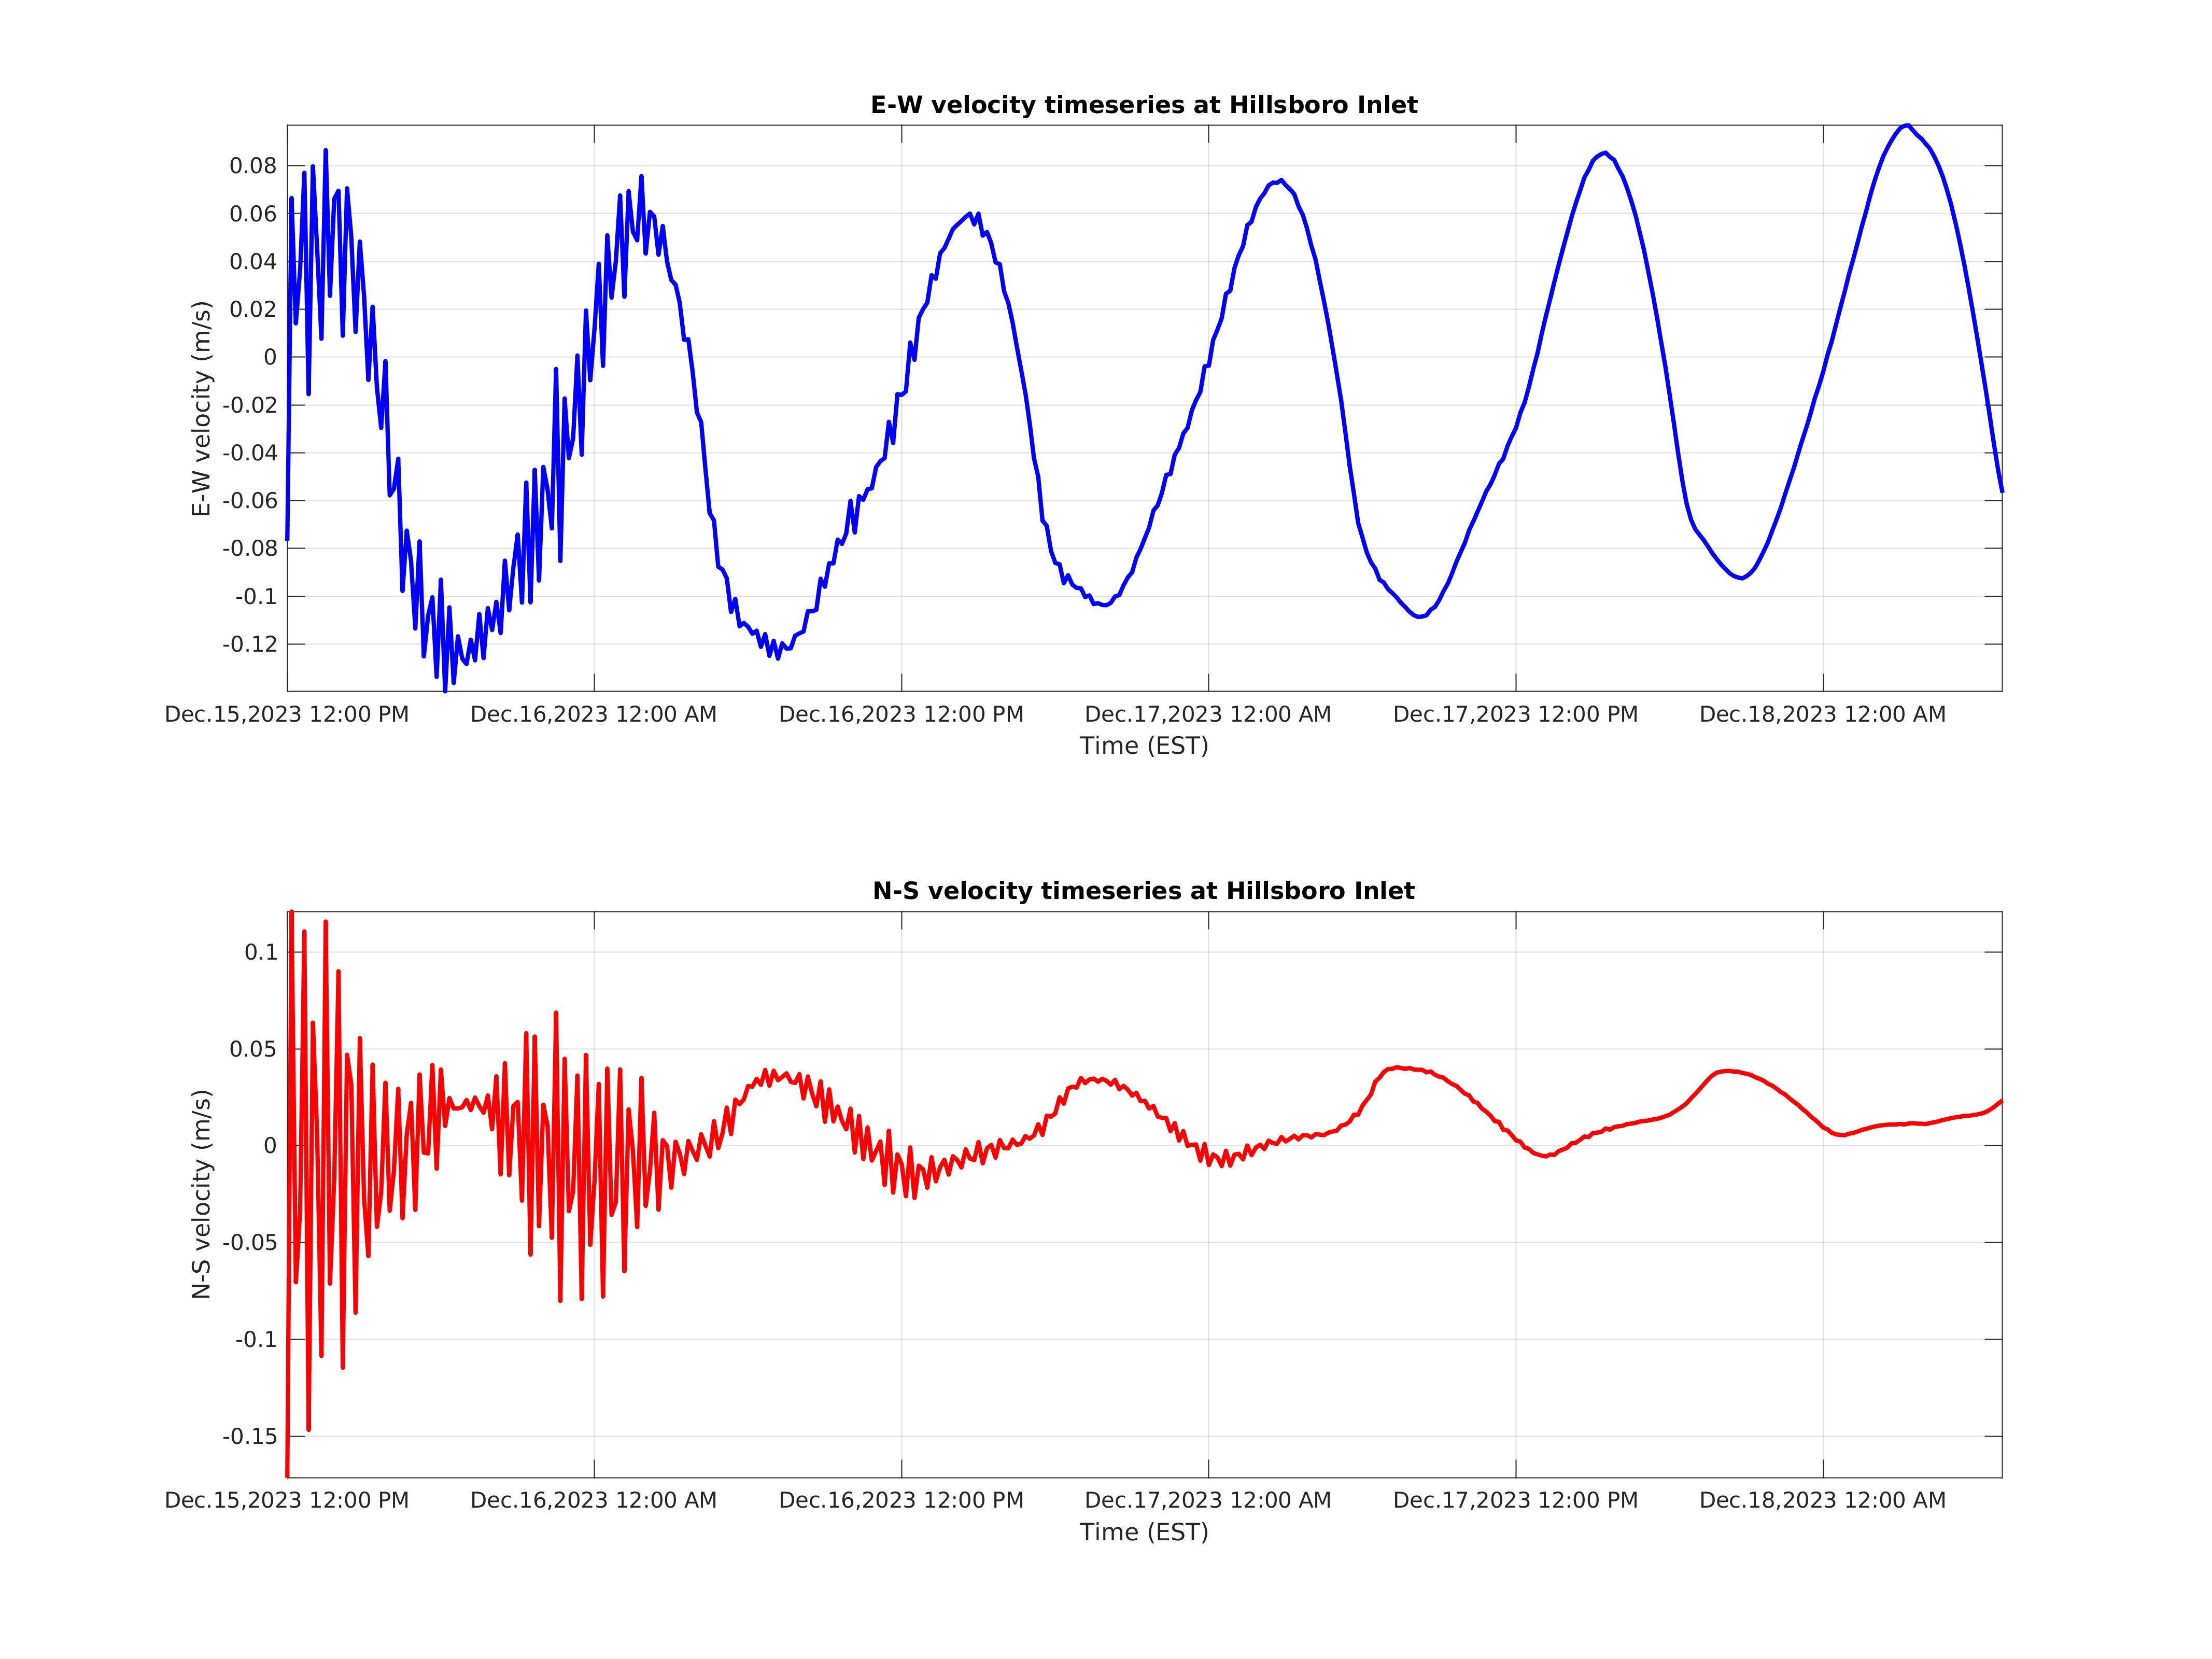 E-W velocity timeseries at Hillsboro Inlet
E-W velocity (m/s)
0.08
0.06
0.04
0.02
0
-0.02
-0.04
-0.06
-0.08
-0.1
-0.12
Dec.15,2023 12:00 PM Dec.16,2023 12:00 AM Dec.16,2023 12:00 PM Dec.17,2023 12:00 AM Dec.17,2023 12:00 PM Dec.18,2023 12:00 AM
Time (EST)
N-S velocity timeseries at Hillsboro Inlet
N-S velocity (m/s)
0.1
0.05
0
-0.05
-0.1
-0.15
Dec.15,2023 12:00 PM Dec.16,2023 12:00 AM Dec.16,2023 12:00 PM Dec.17,2023 12:00 AM Dec.17,2023 12:00 PM Dec.18,2023 12:00 AM
Time (EST)